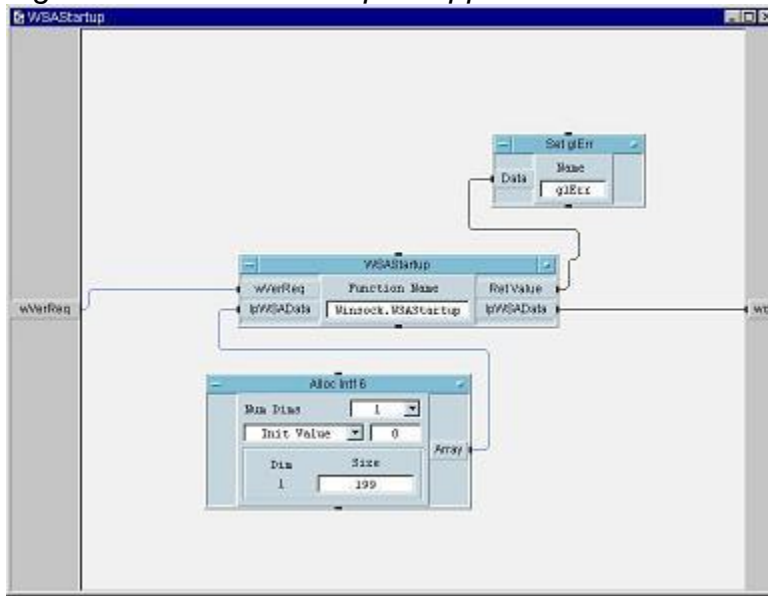 WSAStartup
Set glErr
Name
Data
glErr
WSAStartup
wVerReq
Function Name
RetValue
wVerReq
lpWSAData
Winsock.WSAStartup
lpWSAData
Alloc Int16
Num Dims
1
Init Value
0
Array
Dim
Size
1
199